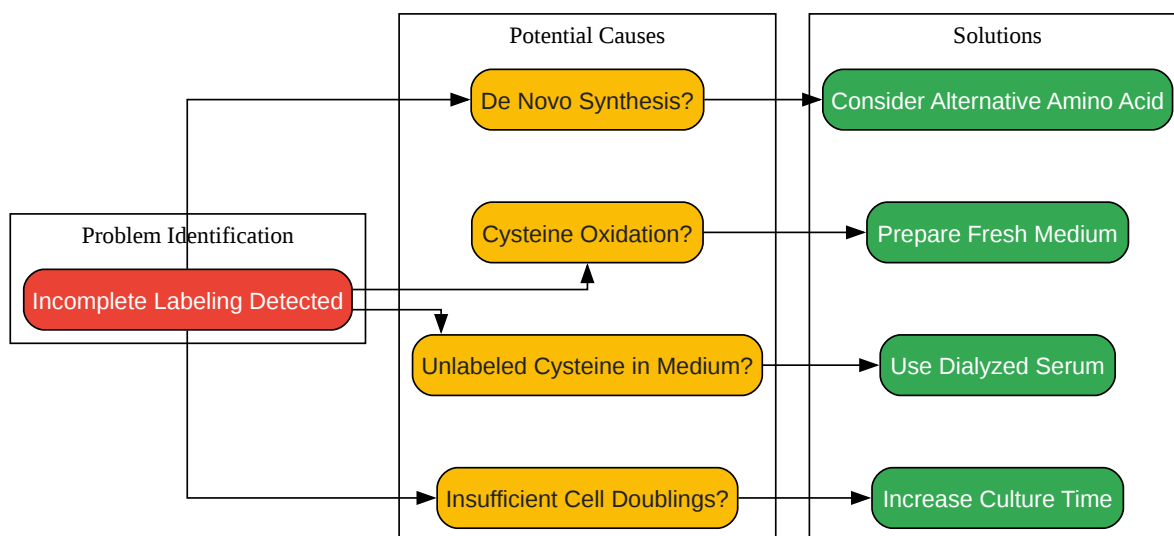 Potential Causes
Solutions
De Novo Synthesis?
Consider Alternative Amino Acid
Problem Identification
Cysteine Oxidation?
Prepare Fresh Medium
Incomplete Labeling Detected
Unlabeled Cysteine in Medium?
Use Dialyzed Serum
Insufficient Cell Doublings?
Increase Culture Time